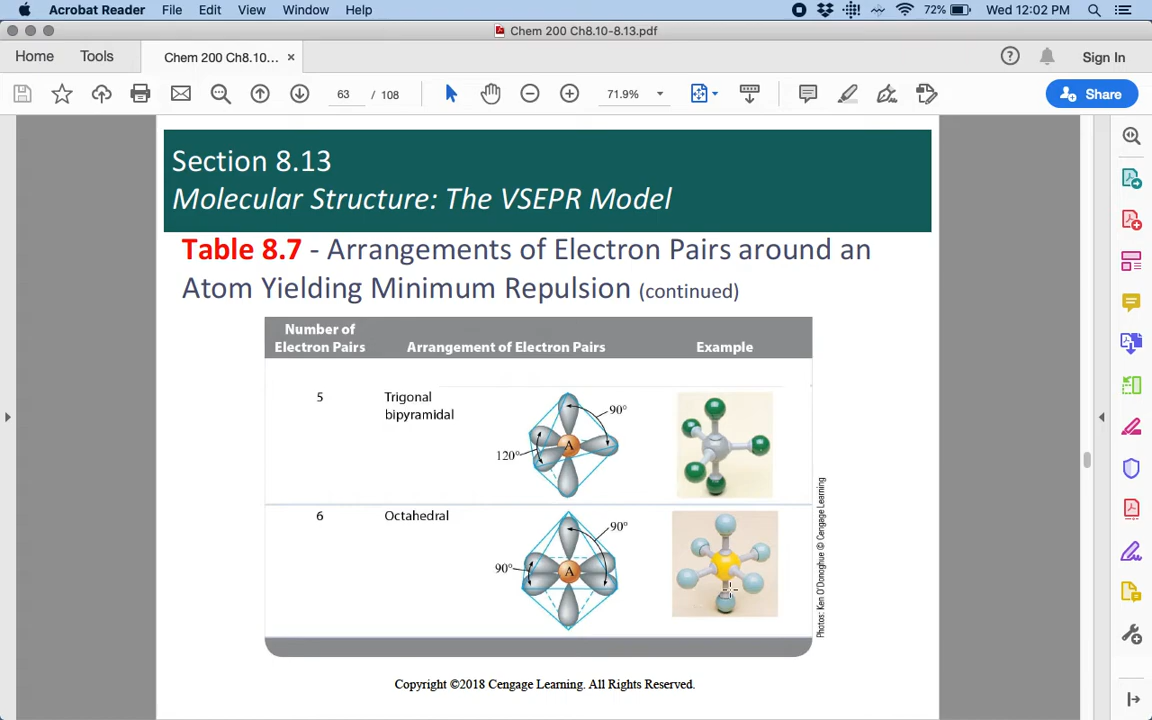 Acrobat Reader File Edit View Window Help 72% Wed 12:02 PM
Chem 200 Ch8.10-8.13.pdf
Home Tools Chem 200 Ch8.10... × Sign In
63 / 108 71.9% Share
Section 8.13
Molecular Structure: The VSEPR Model
Table 8.7 - Arrangements of Electron Pairs around an
Atom Yielding Minimum Repulsion (continued)
Number of
Electron Pairs Arrangement of Electron Pairs Example
5 Trigonal
bipyramidal
90°
A
120°
6 Octahedral
90°
90°
A
Photos: Ken O'Donoghue © Cengage Learning
Copyright ©2018 Cengage Learning. All Rights Reserved.